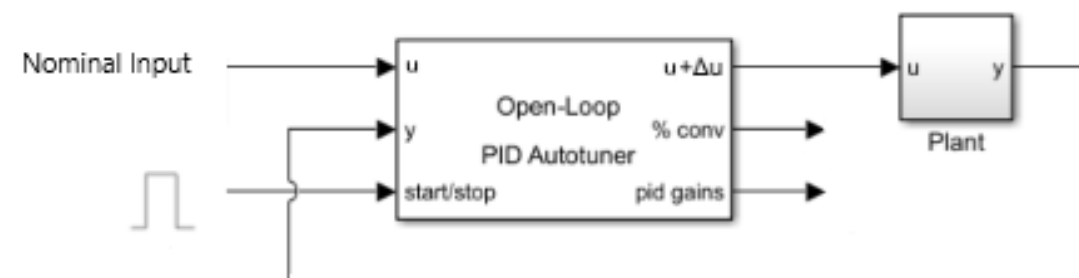 Nominal Input
u
u+Δu
Open-Loop
y
% conv
PID Autotuner
start/stop
pid gains
u
y
Plant